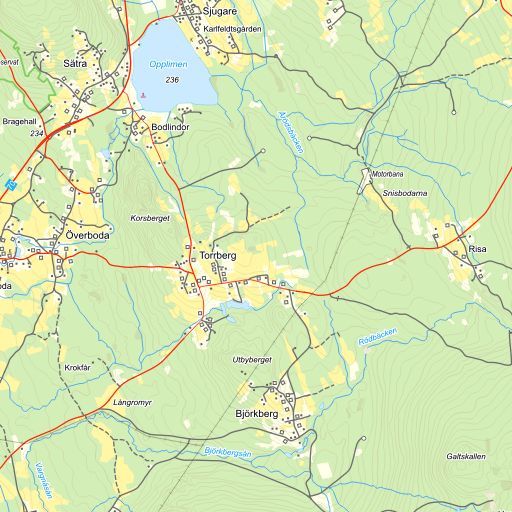 Sjugare
Karlfeldtsgården
Opplimen
236
Sätra
Bragehall
234
Bodlindor
Arodsbäcken
Motorbana
Snisbodarna
Korsberget
Överboda
Risa
Torrberg
Rödbäcken
Utbyberget
Krokfär
Långromyr
Björkberg
Björkbergsån
Galtskallen